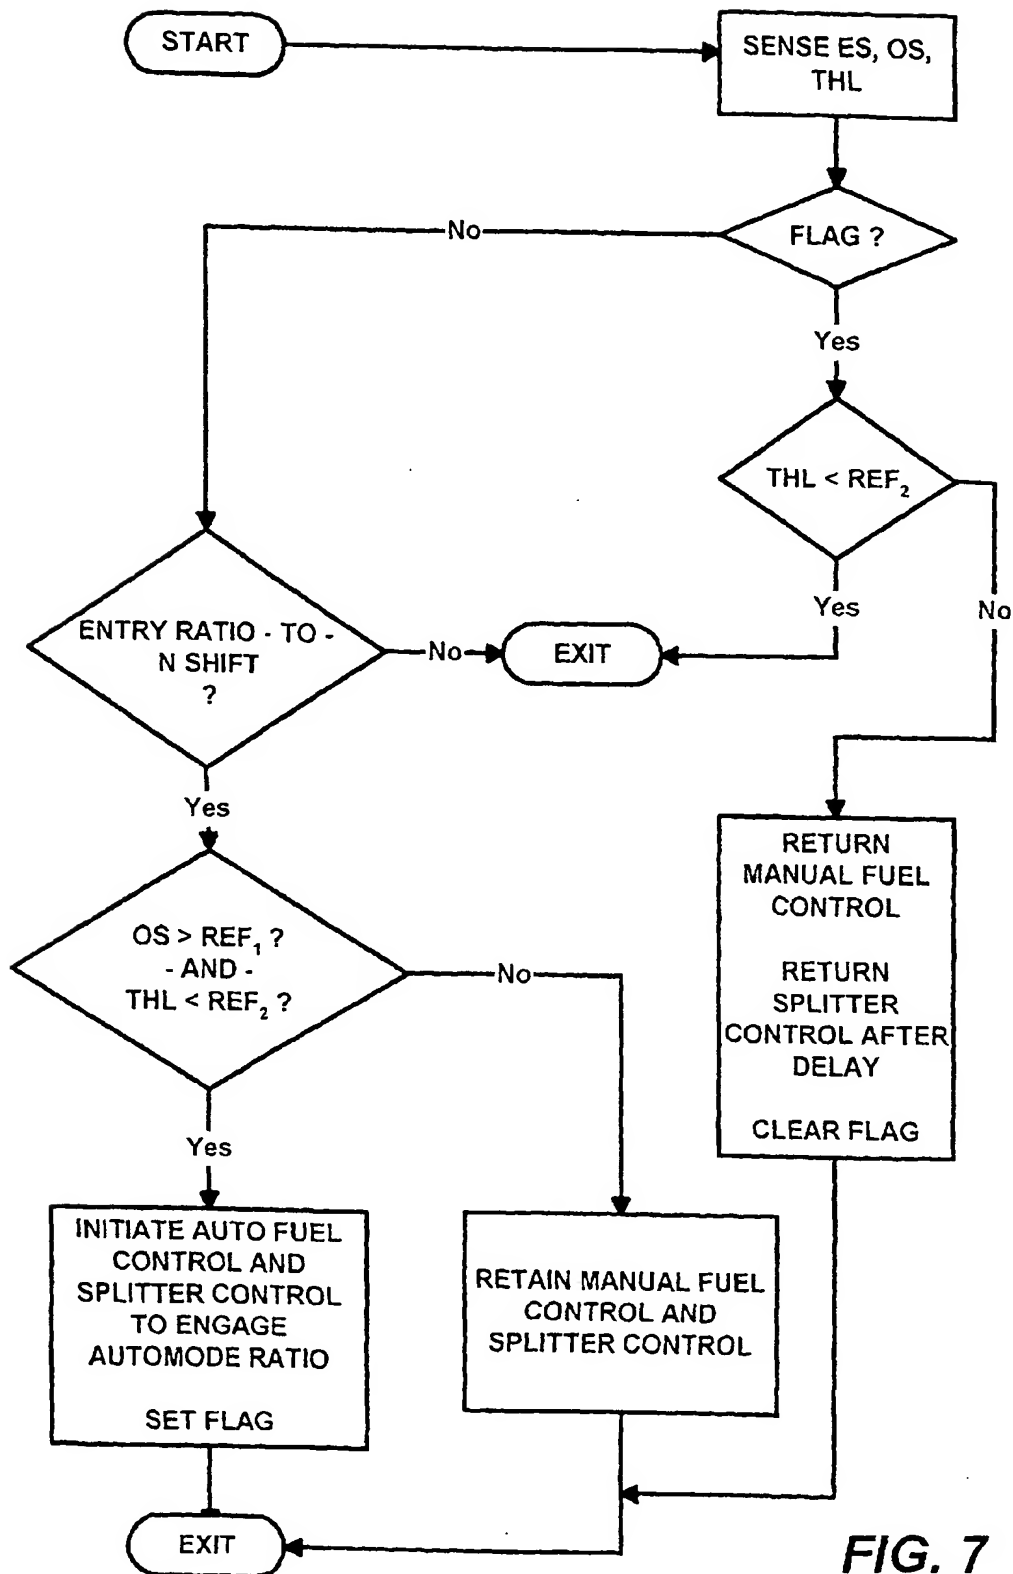 START
SENSE ES, OS,
THL
FLAG ?
No
Yes
THL < REF₂
Yes
No
ENTRY RATIO - TO -
N SHIFT
?
No
EXIT
Yes
OS > REF₁ ?
- AND -
THL < REF₂ ?
No
Yes
RETURN
MANUAL FUEL
CONTROL
RETURN
SPLITTER
CONTROL AFTER
DELAY
CLEAR FLAG
INITIATE AUTO FUEL
CONTROL AND
SPLITTER CONTROL
TO ENGAGE
AUTOMODE RATIO
SET FLAG
RETAIN MANUAL FUEL
CONTROL AND
SPLITTER CONTROL
EXIT
FIG. 7